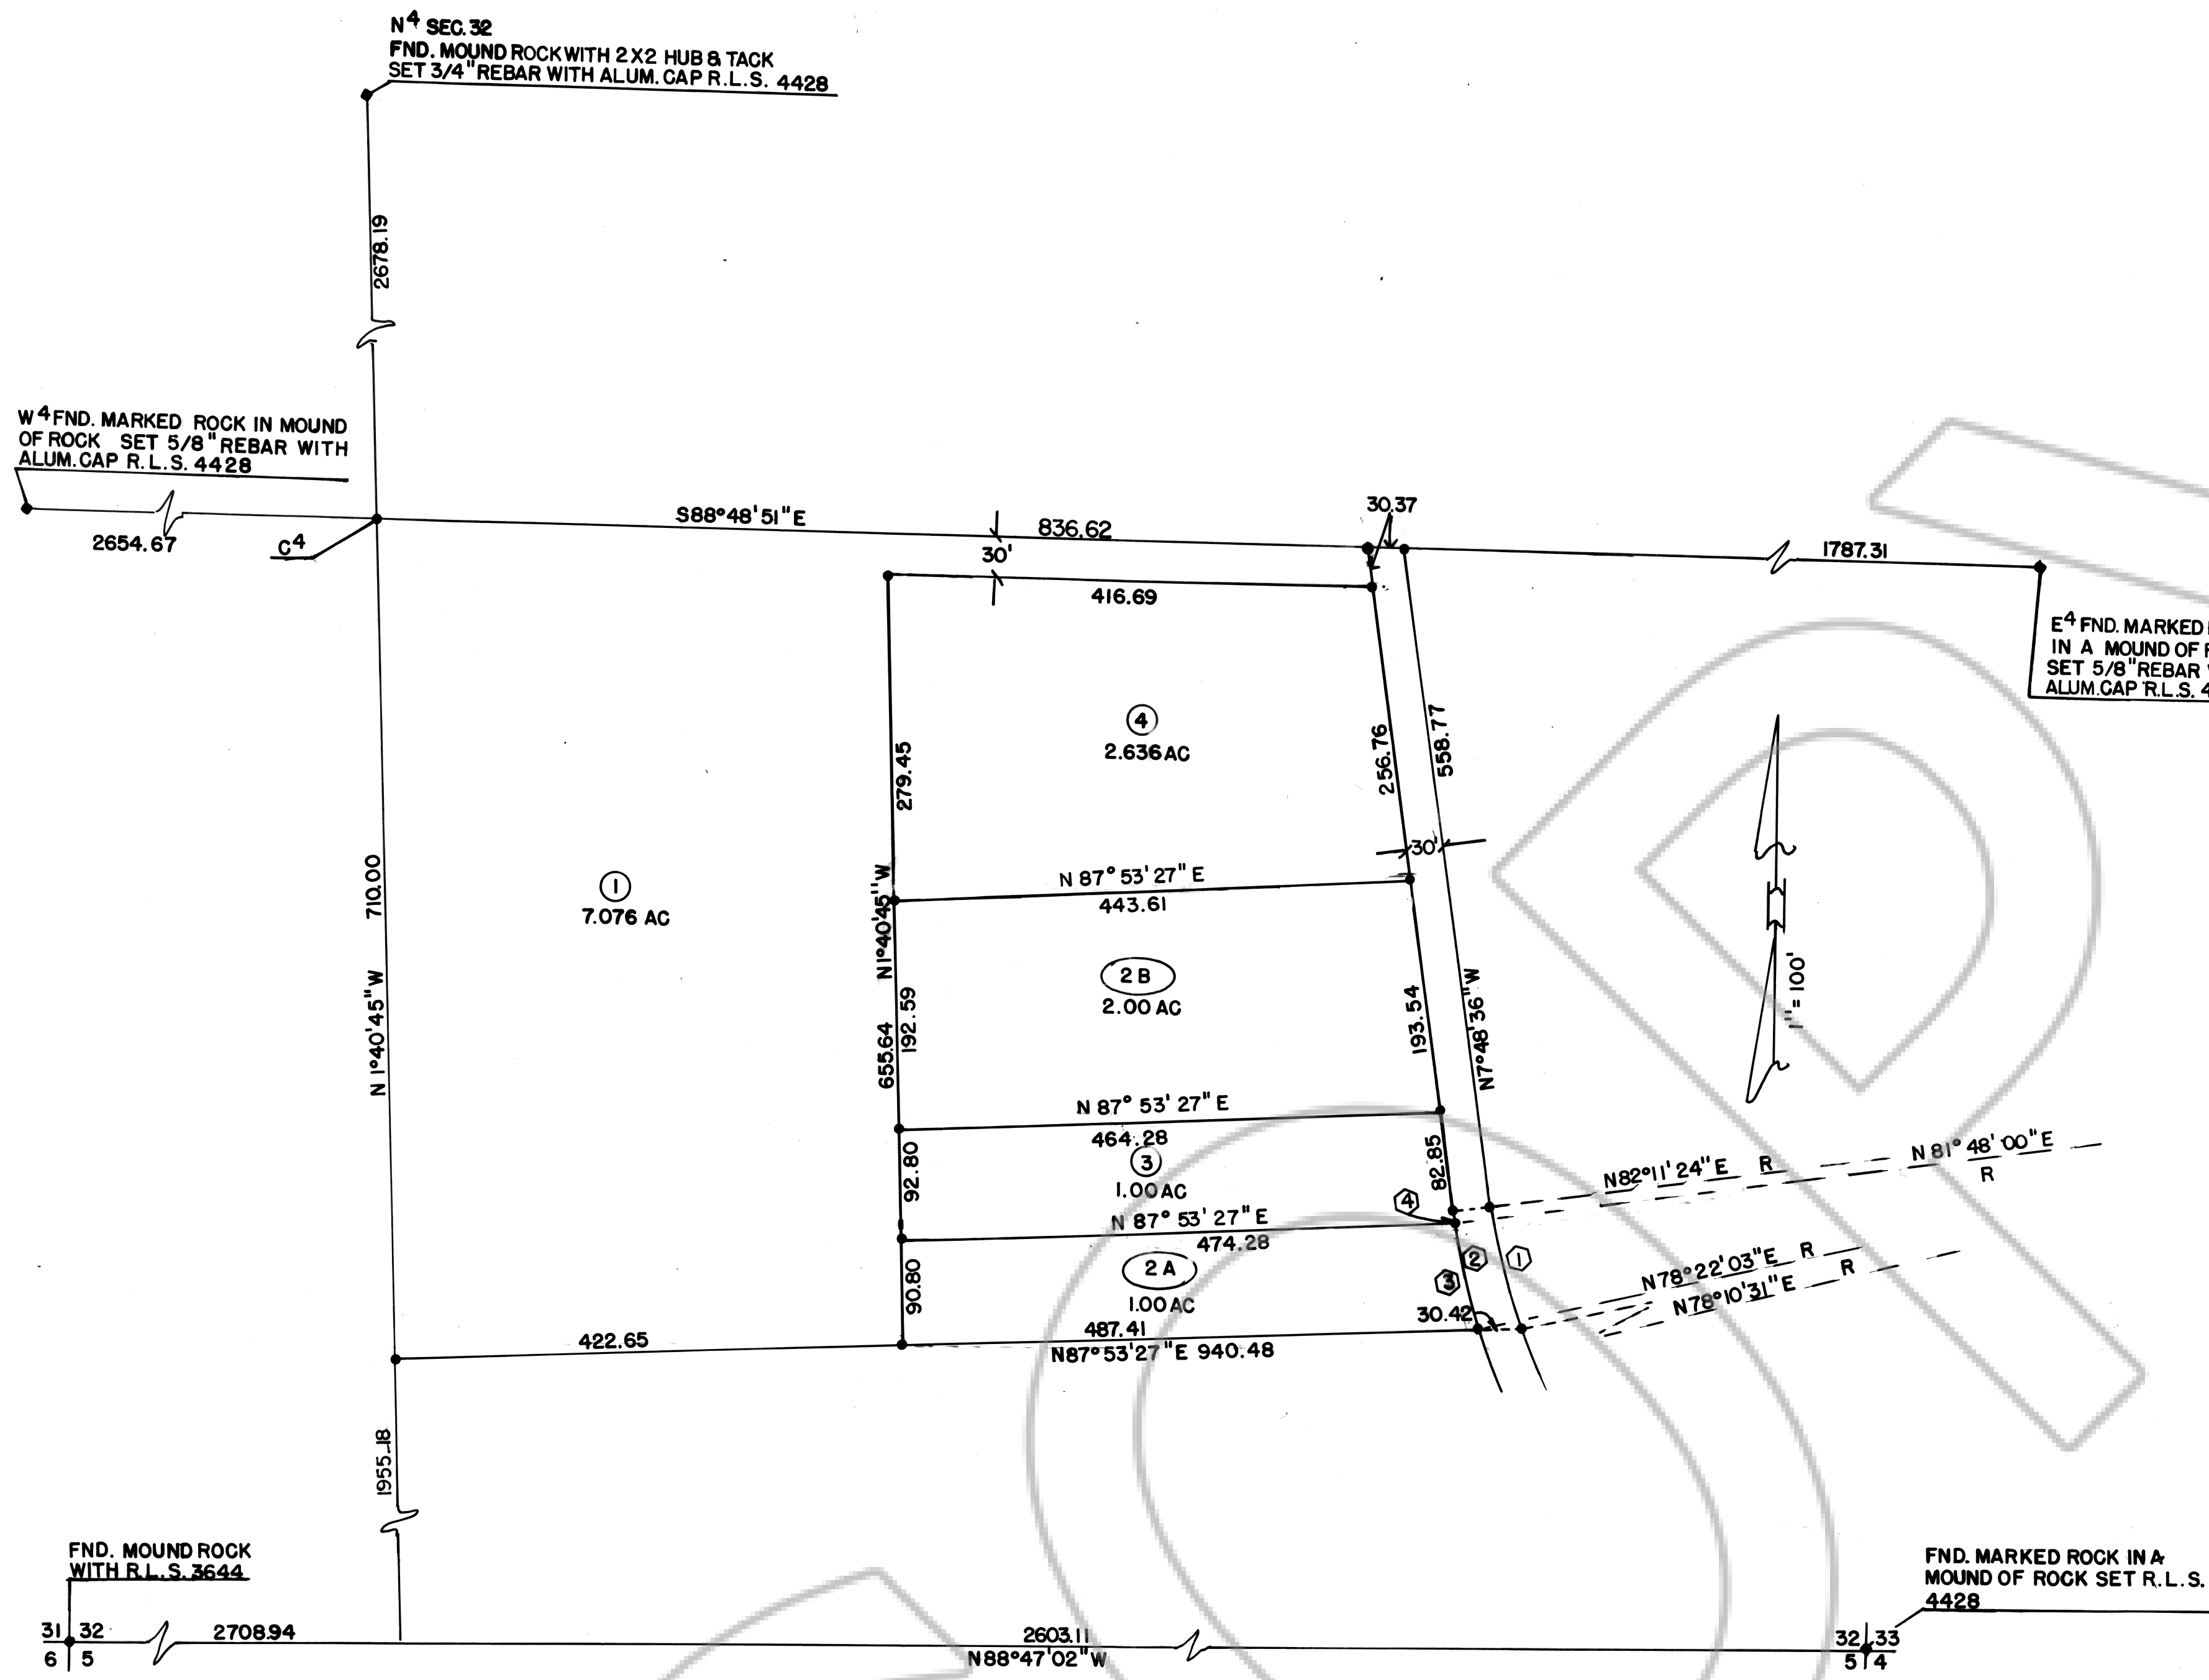 N4 SEC. 32
FND. MOUND ROCK WITH 2X2 HUB & TACK
SET 3/4" REBAR WITH ALUM. CAP R.L.S. 4428
2678.19
W4 FND. MARKED ROCK IN MOUND
OF ROCK SET 5/8" REBAR WITH
ALUM. CAP R.L.S. 4428
2654.67
C4
S88°48'51"E
836.62
30.37
1787.31
30'
416.69
E4 FND. MARKED
IN A MOUND OF
SET 5/8" REBAR
ALUM. CAP R.L.S. 4
4
2.636 AC
279.45
256.76
558.77
30'
710.00
N 1°40'45" W
1
7.076 AC
N 87° 53' 27" E
443.61
N1°40'45" W
2 B
2.00 AC
655.64
192.59
193.54
N7°48'36" W
1" = 100'
N 87° 53' 27" E
464.28
3
1.00 AC
92.80
82.85
N82°11'24" E R
N 81° 48' 00" E
R
4
N 87° 53' 27" E
474.28
2 A
1.00 AC
90.80
2
1
3
N78°22'03" E R
N78°10'31" E R
30.42
422.65
487.41
N87°53'27" E 940.48
1955.18
FND. MOUND ROCK
WITH R.L.S. 3644
31 32
6 5
2708.94
2603.11
N88°47'02" W
FND. MARKED ROCK IN A
MOUND OF ROCK SET R.L.S.
4428
32 33
5 4